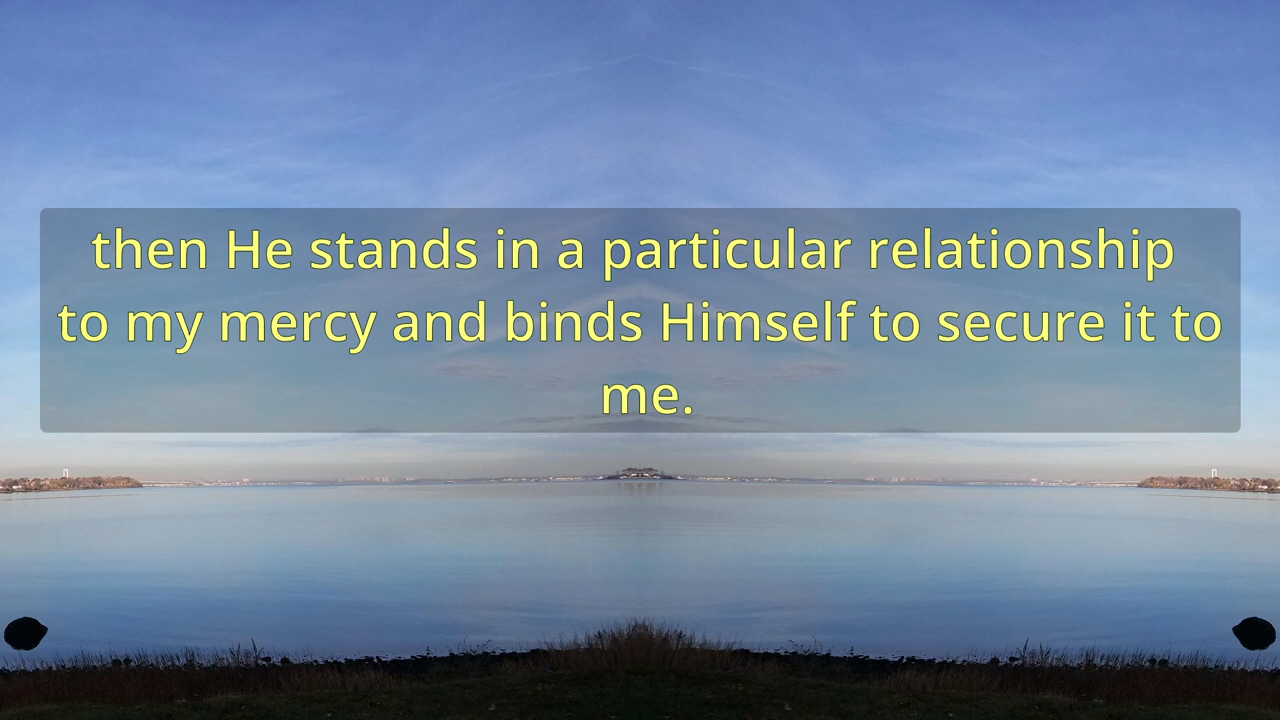 then He stands in a particular relationship
to my mercy and binds Himself to secure it to
me.